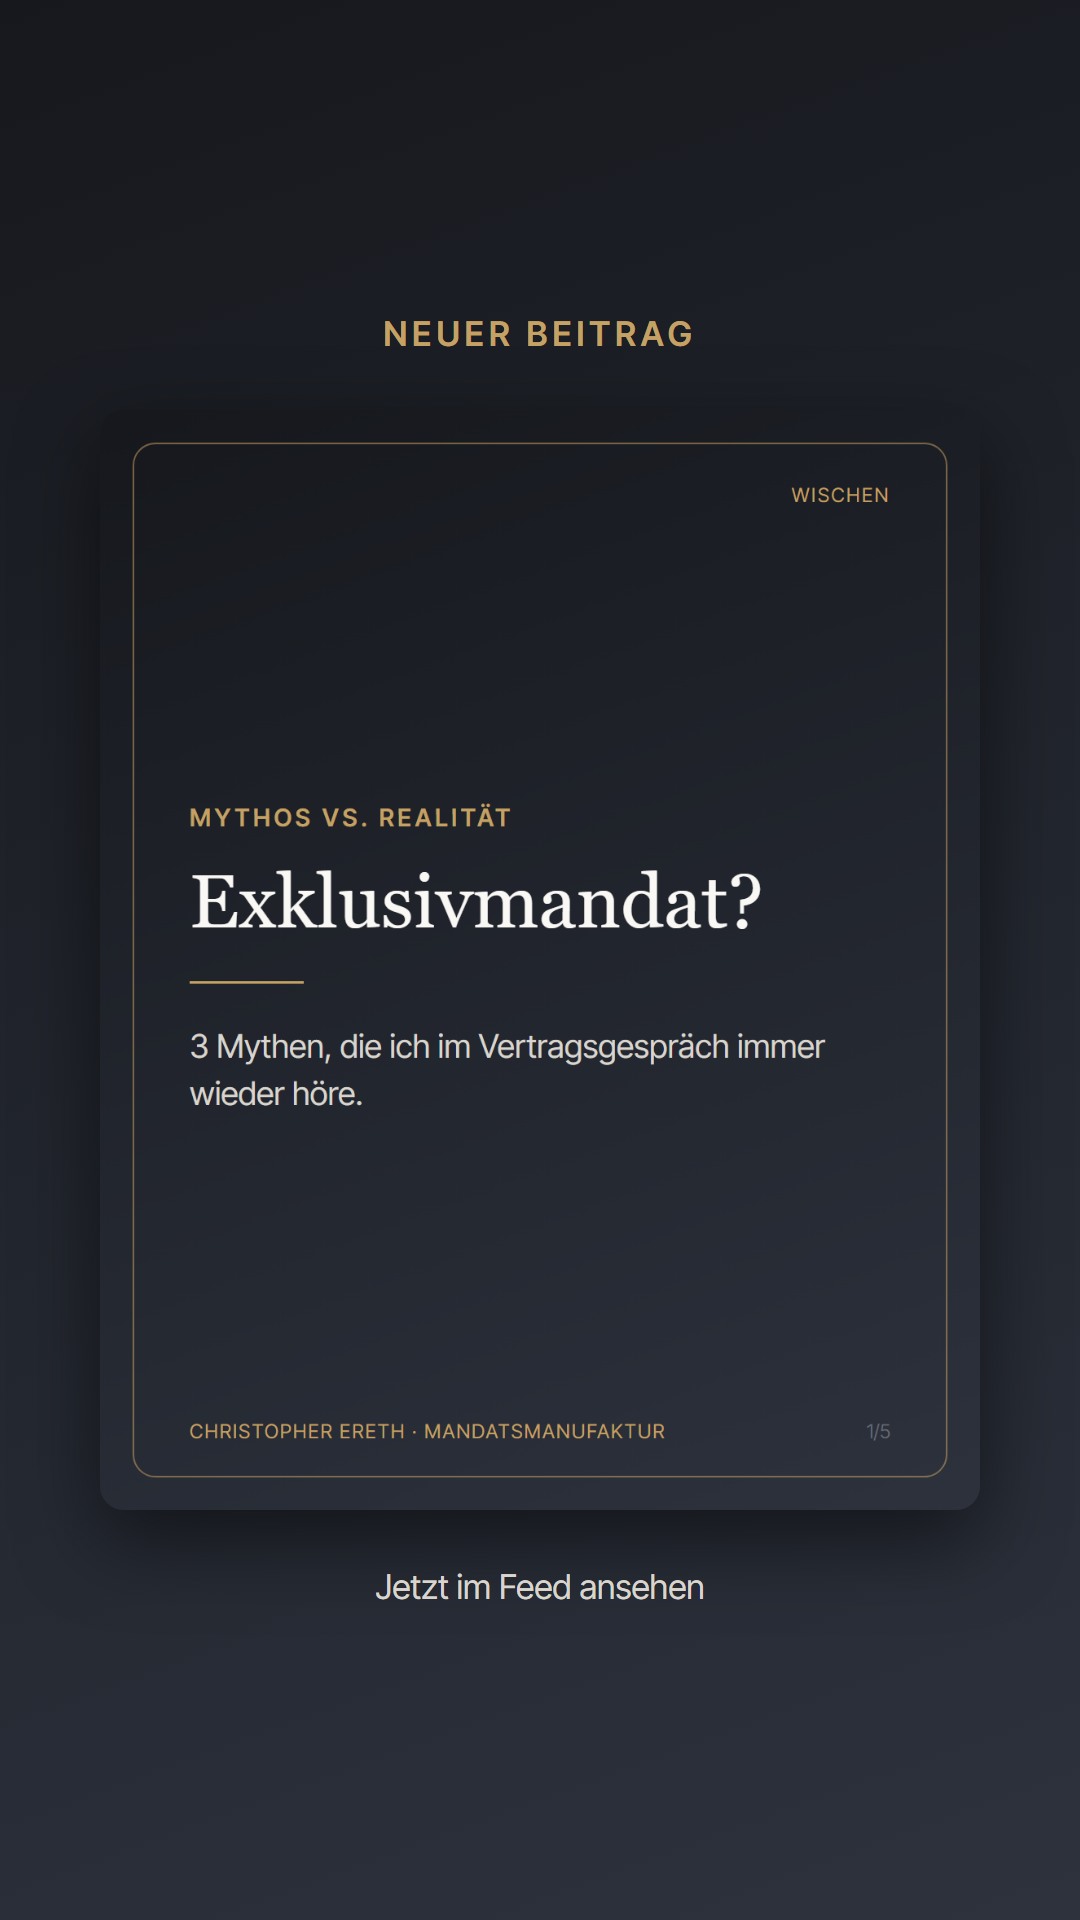 NEUER BEITRAG
WISCHEN
MYTHOS VS. REALITÄT
Exklusivmandat?
3 Mythen, die ich im Vertragsgespräch immer
wieder höre.
CHRISTOPHER ERETH · MANDATSMANUFAKTUR
1/5
Jetzt im Feed ansehen